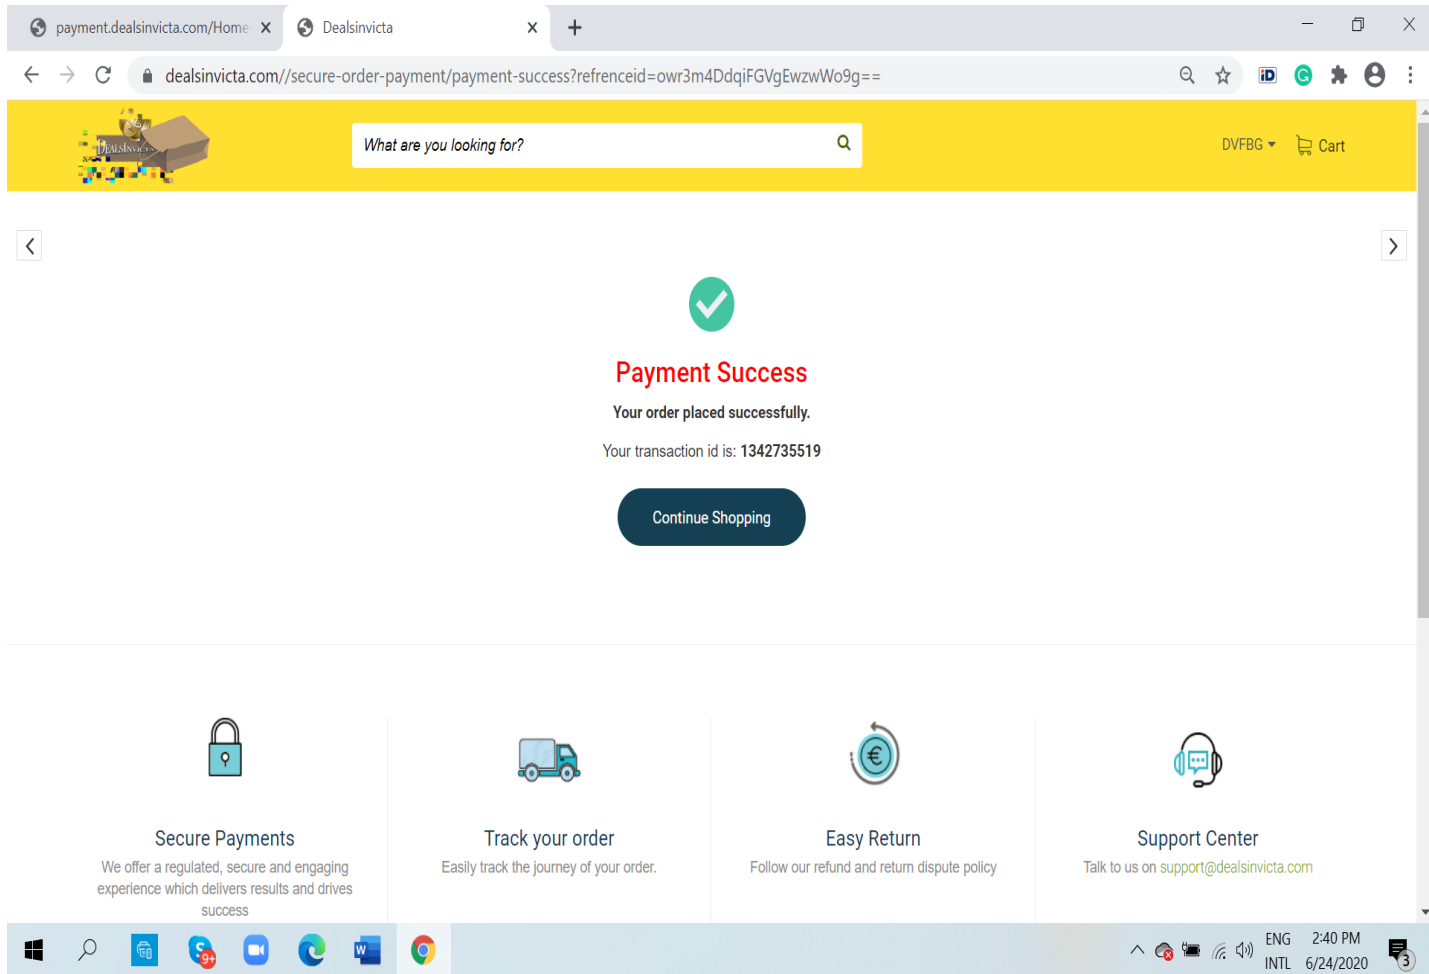 payment.dealsinvicta.com/Home
Dealsinvicta
dealsinvicta.com//secure-order-payment/payment-success?refrenceid=owr3m4DdqiFGVgEwzwWo9g==
iD
G
DEALSINVICTA
What are you looking for?
DVFBG
Cart
Payment Success
Your order placed successfully.
Your transaction id is: 1342735519
Continue Shopping
€
Secure Payments
We offer a regulated, secure and engaging
experience which delivers results and drives
success
Track your order
Easily track the journey of your order.
Easy Return
Follow our refund and return dispute policy
Support Center
Talk to us on support@dealsinvicta.com
S
9+
W
ENG
INTL
2:40 PM
6/24/2020
3